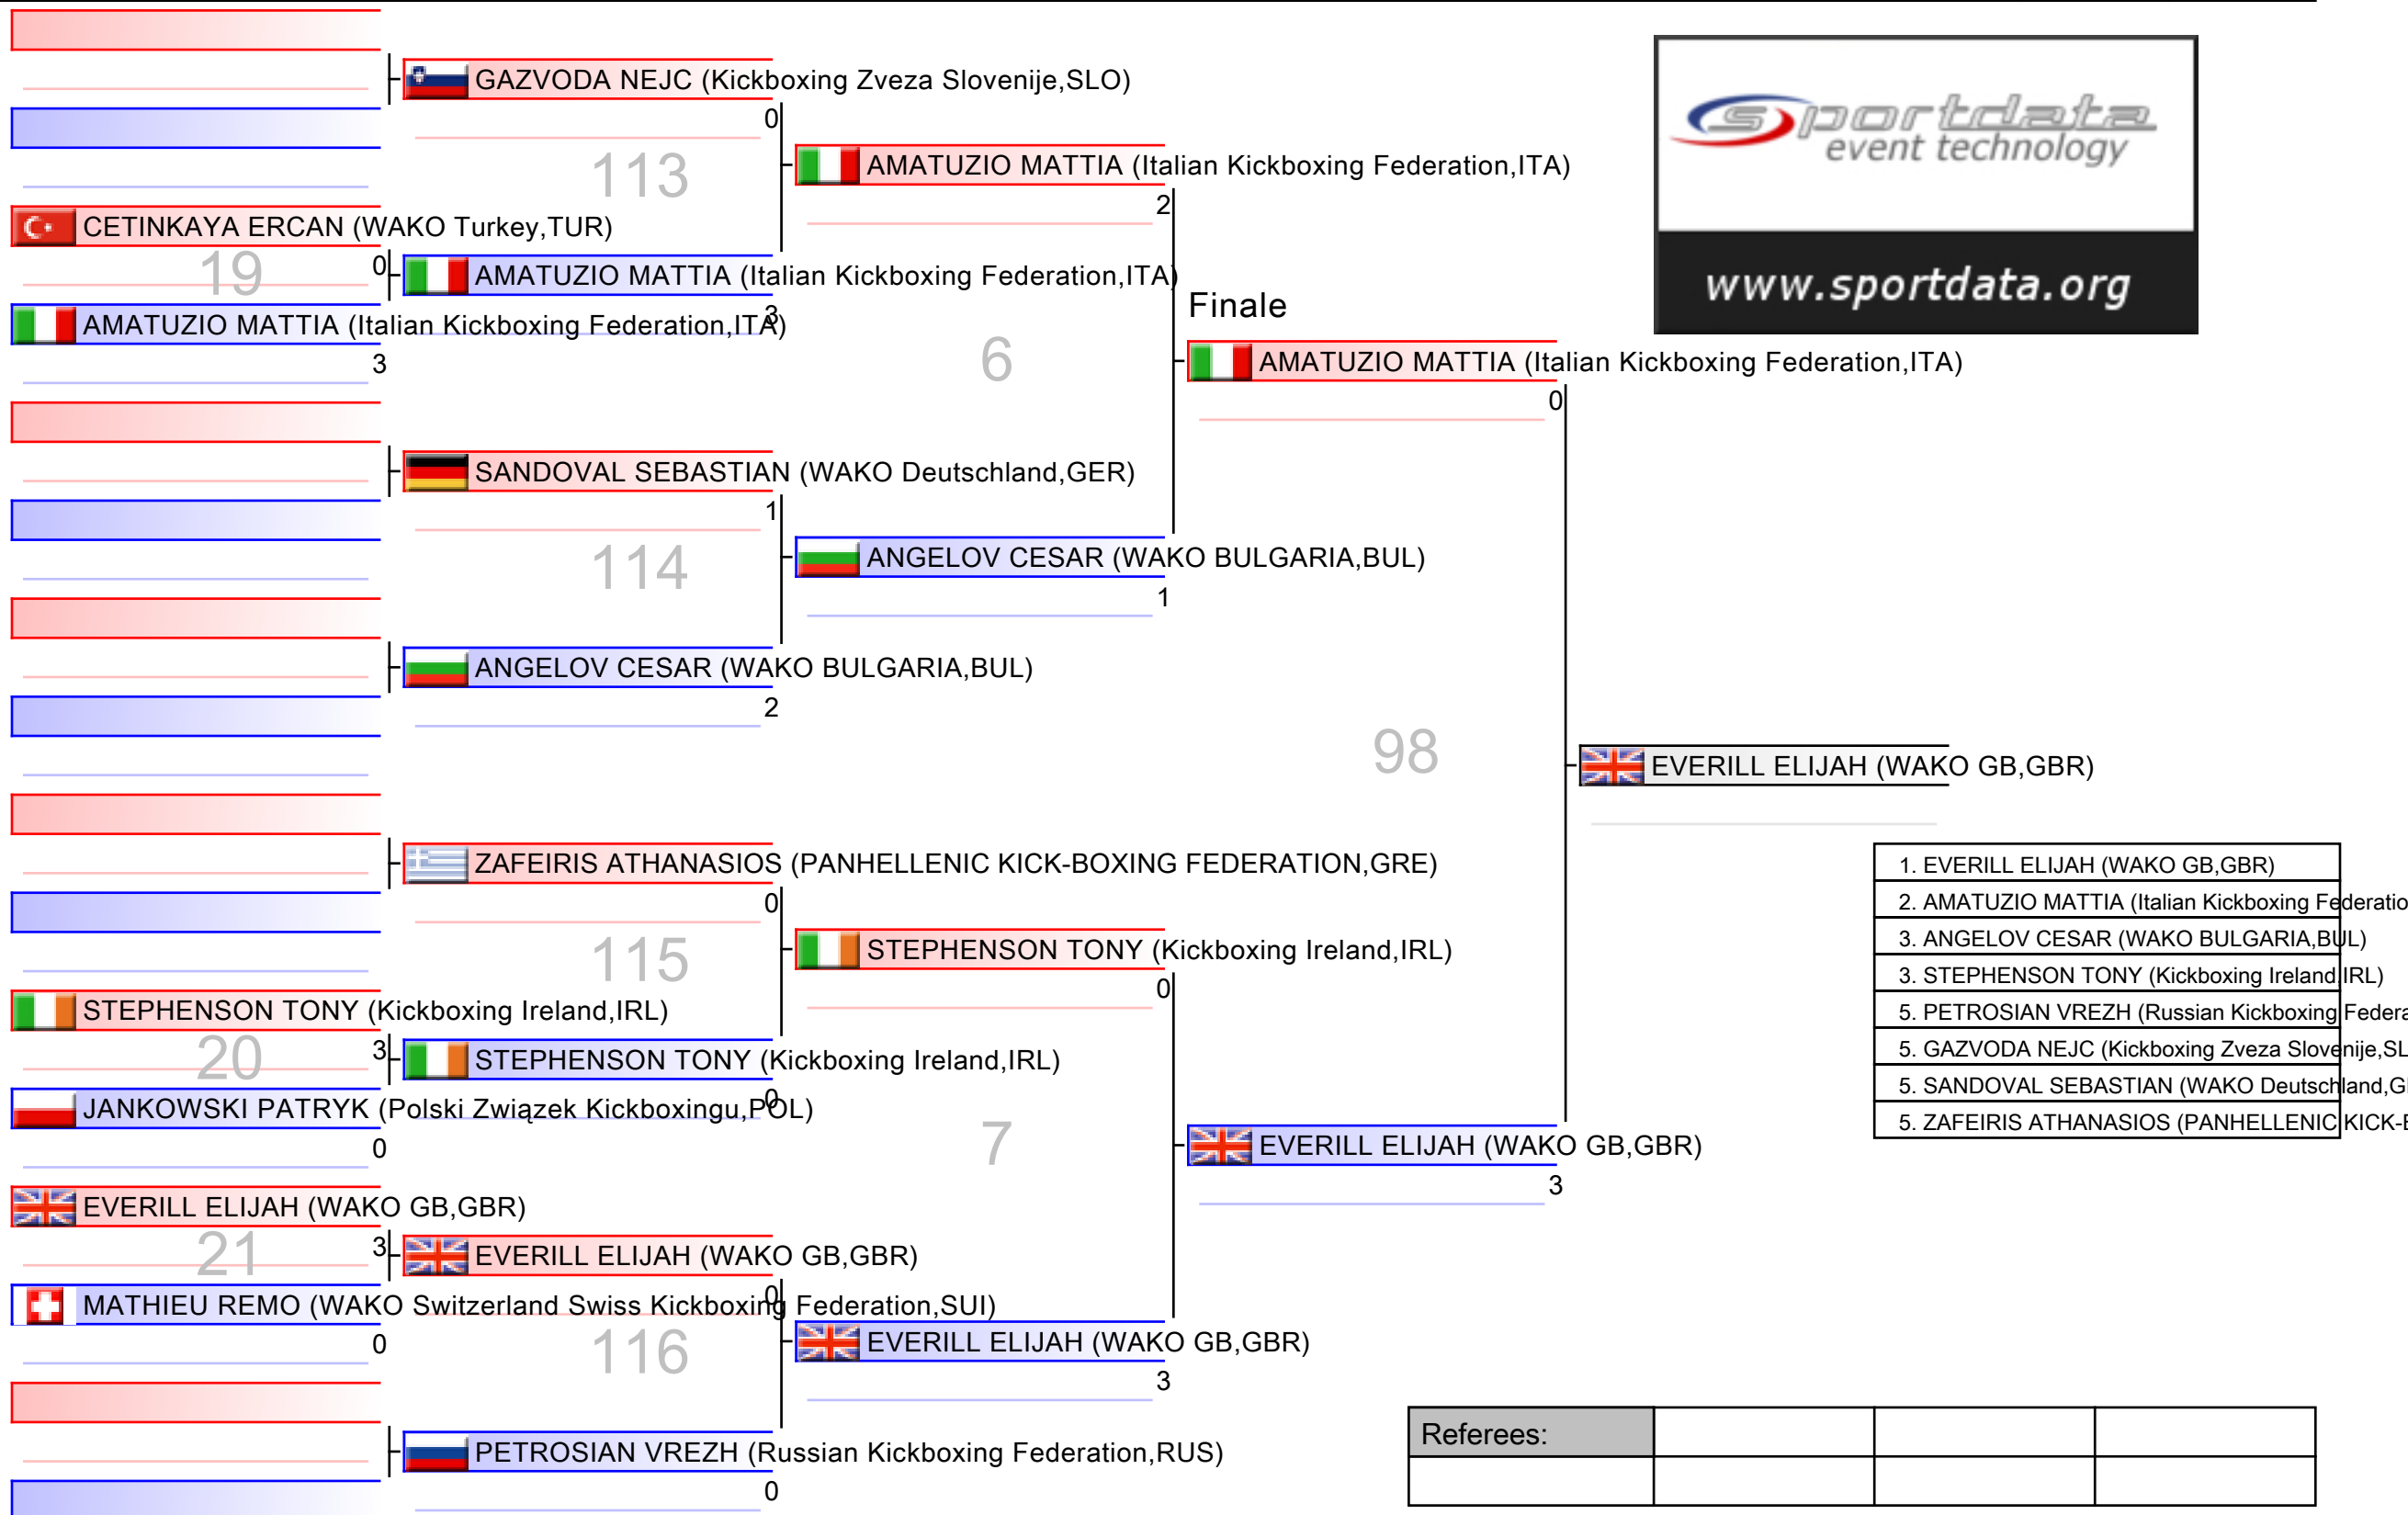 GAZVODA NEJC (Kickboxing Zveza Slovenije,SLO)
0
113
sportdata
event technology
www.sportdata.org
AMATUZIO MATTIA (Italian Kickboxing Federation,ITA)
2
CETINKAYA ERCAN (WAKO Turkey,TUR)
19
0
AMATUZIO MATTIA (Italian Kickboxing Federation,ITA)
3
AMATUZIO MATTIA (Italian Kickboxing Federation,ITA)
3
6
Finale
AMATUZIO MATTIA (Italian Kickboxing Federation,ITA)
0
SANDOVAL SEBASTIAN (WAKO Deutschland,GER)
1
114
ANGELOV CESAR (WAKO BULGARIA,BUL)
1
ANGELOV CESAR (WAKO BULGARIA,BUL)
2
98
EVERILL ELIJAH (WAKO GB,GBR)
ZAFEIRIS ATHANASIOS (PANHELLENIC KICK-BOXING FEDERATION,GRE)
0
115
STEPHENSON TONY (Kickboxing Ireland,IRL)
0
STEPHENSON TONY (Kickboxing Ireland,IRL)
20
3
STEPHENSON TONY (Kickboxing Ireland,IRL)
0
JANKOWSKI PATRYK (Polski Związek Kickboxingu,POL)
0
7
EVERILL ELIJAH (WAKO GB,GBR)
3
EVERILL ELIJAH (WAKO GB,GBR)
21
3
EVERILL ELIJAH (WAKO GB,GBR)
0
MATHIEU REMO (WAKO Switzerland Swiss Kickboxing Federation,SUI)
0
116
EVERILL ELIJAH (WAKO GB,GBR)
3
PETROSIAN VREZH (Russian Kickboxing Federation,RUS)
0
1. EVERILL ELIJAH (WAKO GB,GBR)
2. AMATUZIO MATTIA (Italian Kickboxing Federatio
3. ANGELOV CESAR (WAKO BULGARIA,BUL)
3. STEPHENSON TONY (Kickboxing Ireland,IRL)
5. PETROSIAN VREZH (Russian Kickboxing Federa
5. GAZVODA NEJC (Kickboxing Zveza Slovenije,SL
5. SANDOVAL SEBASTIAN (WAKO Deutschland,G
5. ZAFEIRIS ATHANASIOS (PANHELLENIC KICK-
Referees: